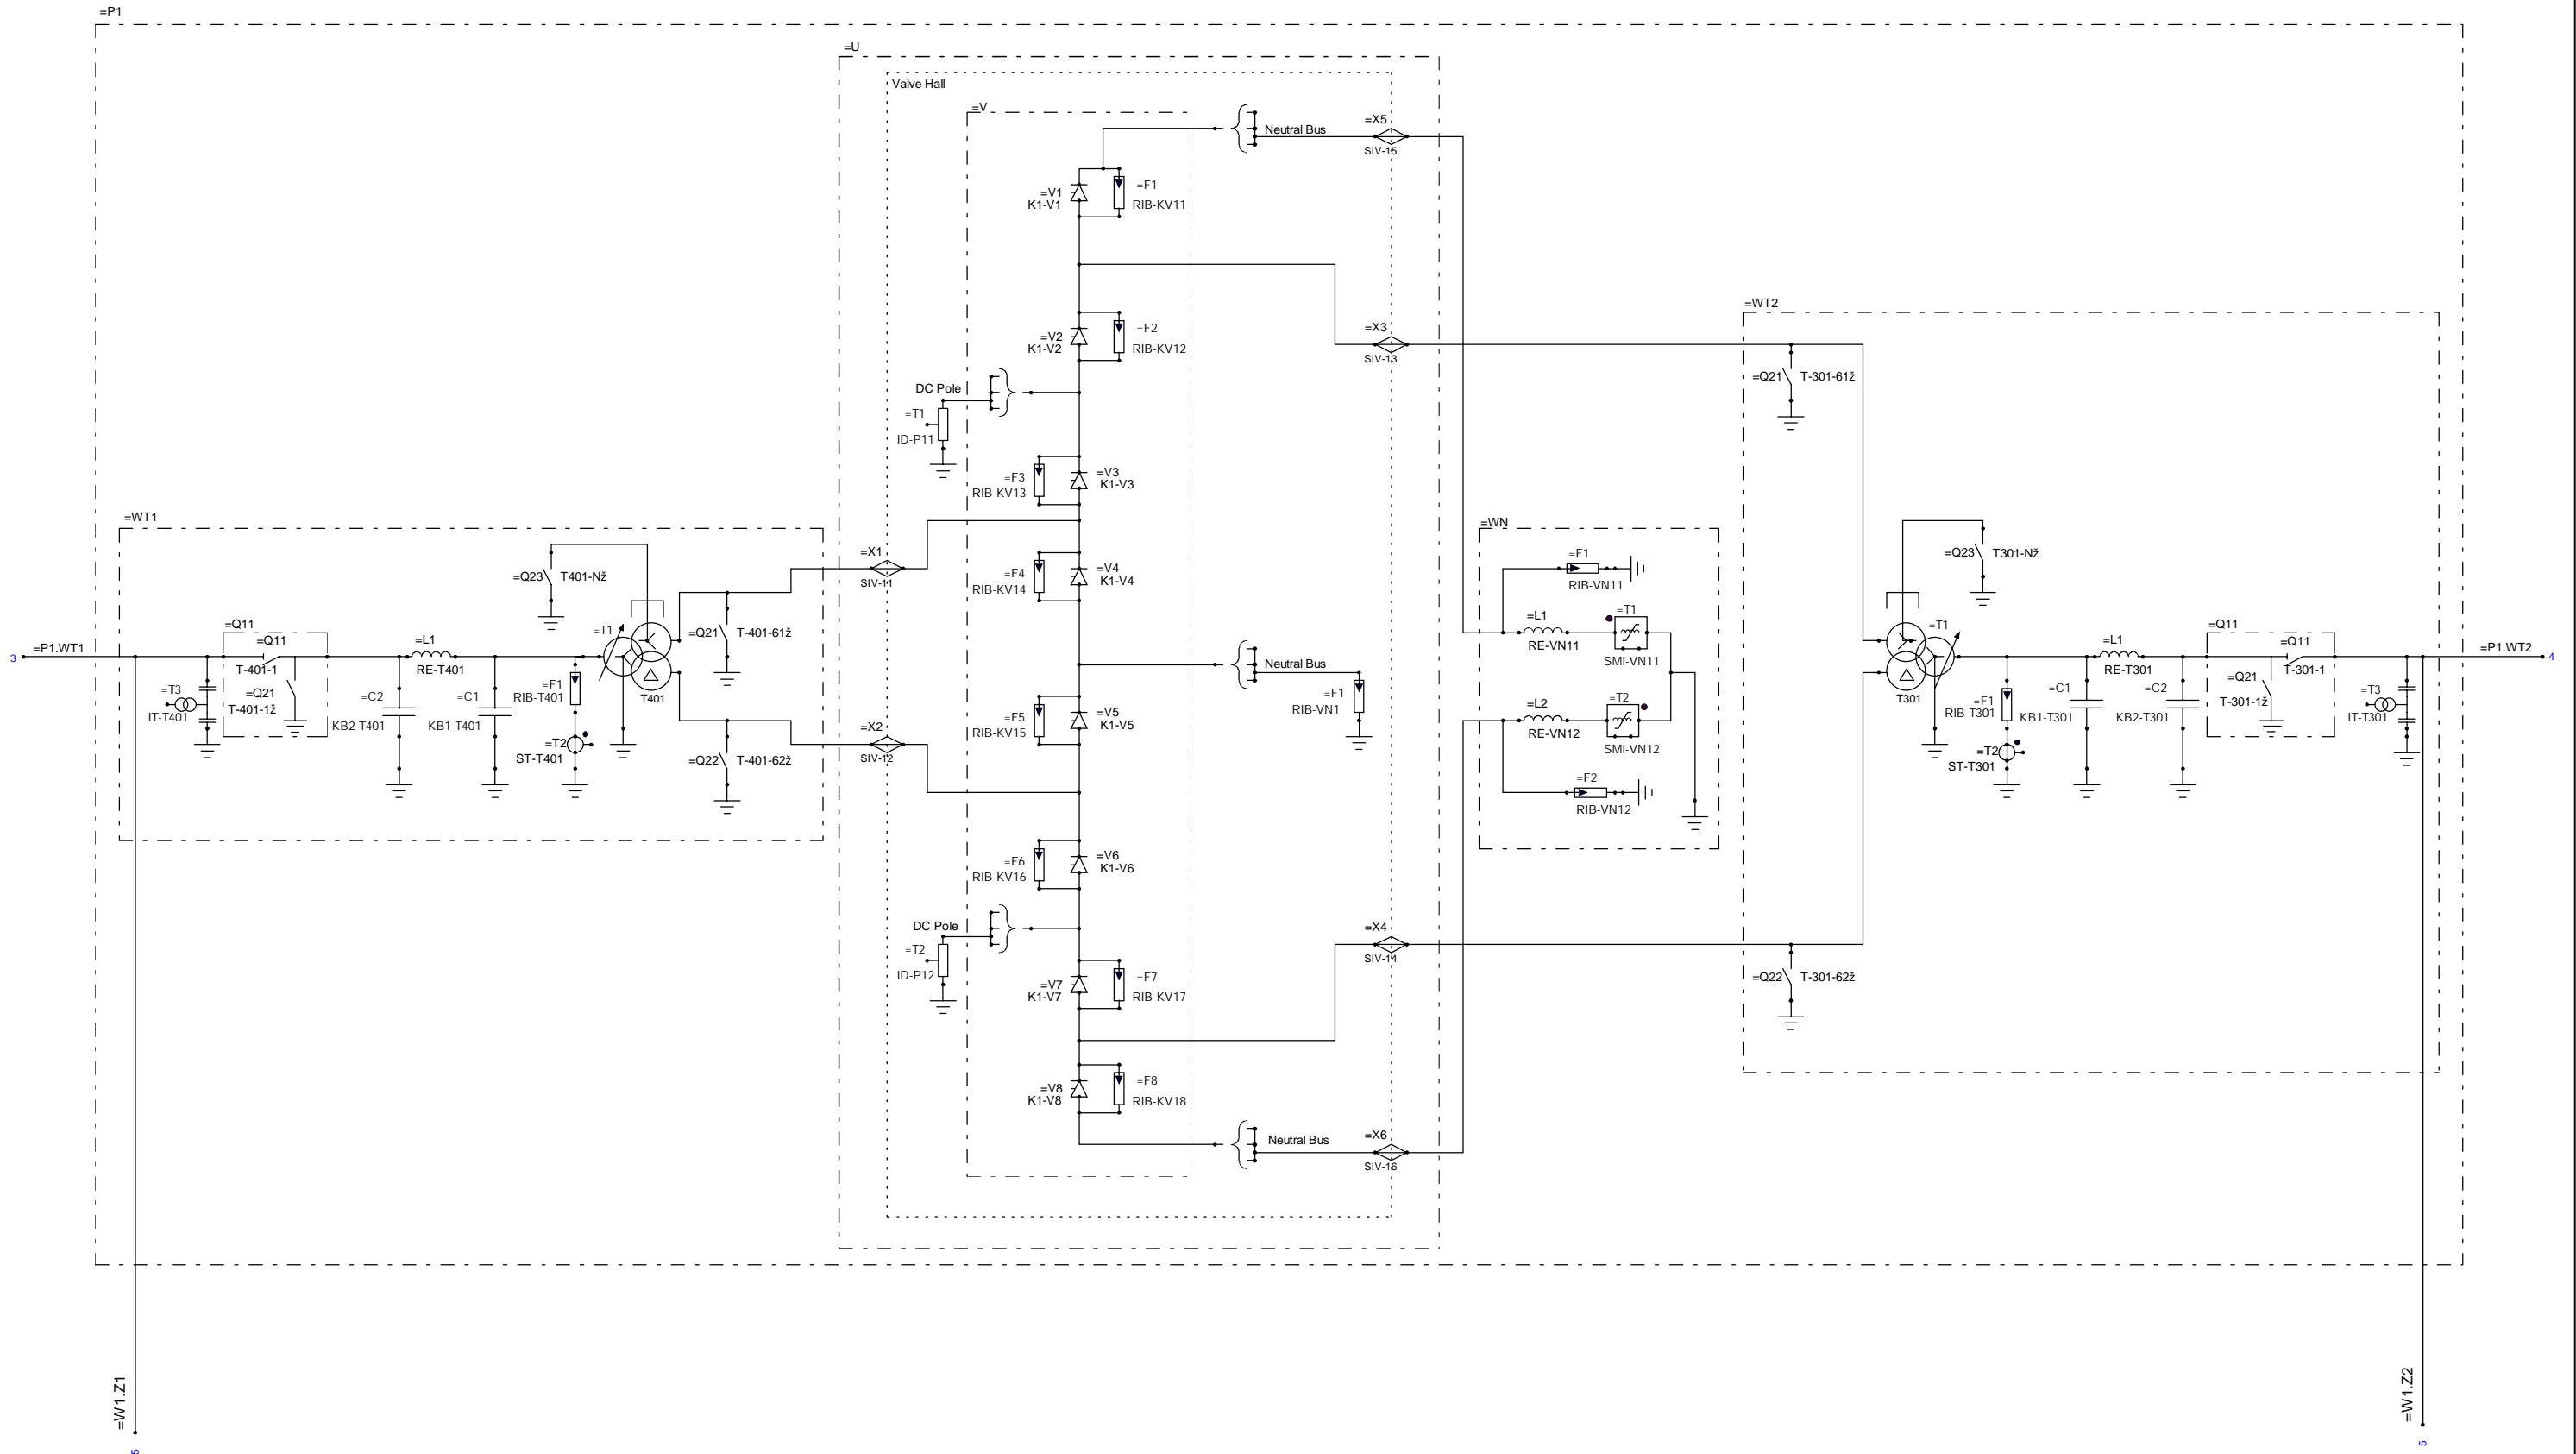 =P1
=U
Valve Hall
=V
Neutral Bus
=X5
SIV-15
=V1
K1-V1
=F1
RIB-KV11
=V2
K1-V2
=F2
RIB-KV12
=X3
SIV-13
DC Pole
=T1
ID-P11
=F3
RIB-KV13
=V3
K1-V3
=X1
SIV-11
=F4
RIB-KV14
=V4
K1-V4
Neutral Bus
=F1
RIB-VN1
=F5
RIB-KV15
=V5
K1-V5
=X2
SIV-12
=F6
RIB-KV16
=V6
K1-V6
DC Pole
=T2
ID-P12
=V7
K1-V7
=F7
RIB-KV17
=X4
SIV-14
=V8
K1-V8
=F8
RIB-KV18
Neutral Bus
=X6
SIV-16
=WT1
3
=P1.WT1
=T3
IT-T401
=Q11
=Q11
T-401-1
=Q21
T-401-1ž
=C2
KB2-T401
=L1
RE-T401
=C1
KB1-T401
=Q23
T401-Nž
=F1
RIB-T401
=T2
ST-T401
=T1
T401
=Q21
T-401-61ž
=Q22
T-401-62ž
=WN
=F1
RIB-VN11
=L1
RE-VN11
=T1
SMI-VN11
=L2
RE-VN12
=T2
SMI-VN12
=F2
RIB-VN12
=WT2
=Q21
T-301-61ž
=Q23
T301-Nž
=T1
T301
=F1
RIB-T301
=T2
ST-T301
=C1
KB1-T301
=L1
RE-T301
=C2
KB2-T301
=Q11
=Q11
T-301-1
=Q21
T-301-1ž
=T3
IT-T301
=P1.WT2
4
=Q22
T-301-62ž
=W1.Z1
5
=W1.Z2
5